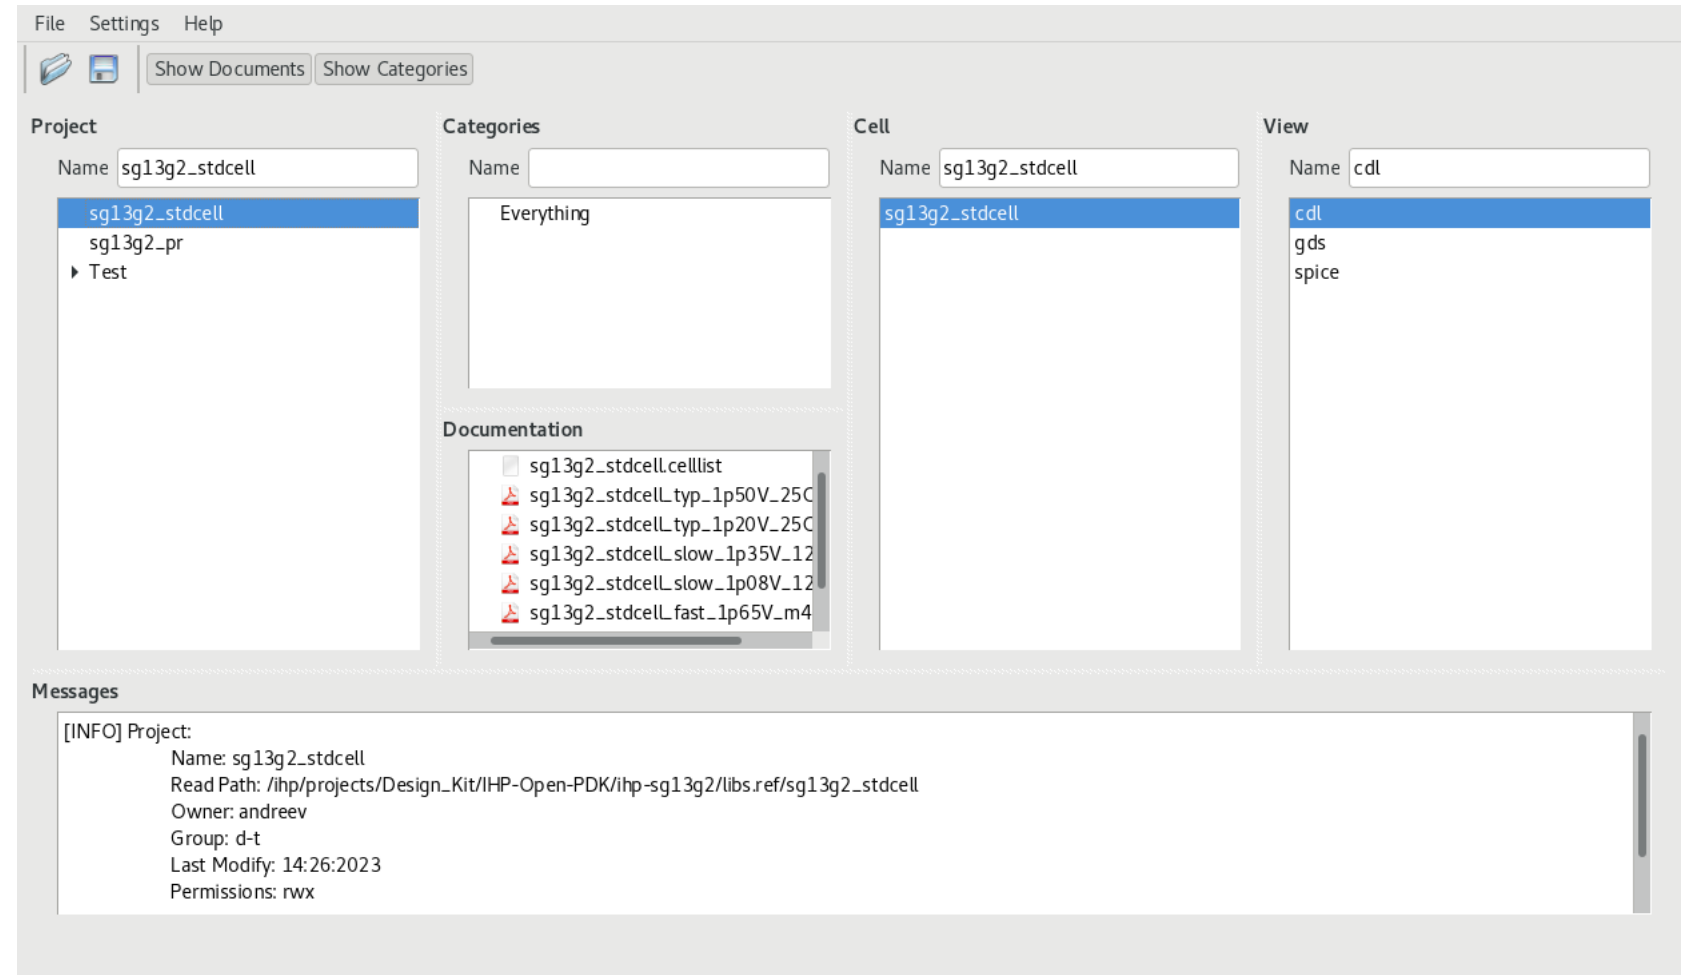 File Settings Help
Show Documents Show Categories
Project
Name sg13g2_stdcell
sg13g2_stdcell
sg13g2_pr
Test
Categories
Name
Everything
Documentation
sg13g2_stdcell.celllist
sg13g2_stdcell_typ_1p50V_25C
sg13g2_stdcell_typ_1p20V_25C
sg13g2_stdcell_slow_1p35V_12
sg13g2_stdcell_slow_1p08V_12
sg13g2_stdcell_fast_1p65V_m4
Cell
Name sg13g2_stdcell
sg13g2_stdcell
View
Name cdl
cdl
gds
spice
Messages
[INFO] Project:
Name: sg13g2_stdcell
Read Path: /ihp/projects/Design_Kit/IHP-Open-PDK/ihp-sg13g2/libs.ref/sg13g2_stdcell
Owner: andreev
Group: d-t
Last Modify: 14:26:2023
Permissions: rwx